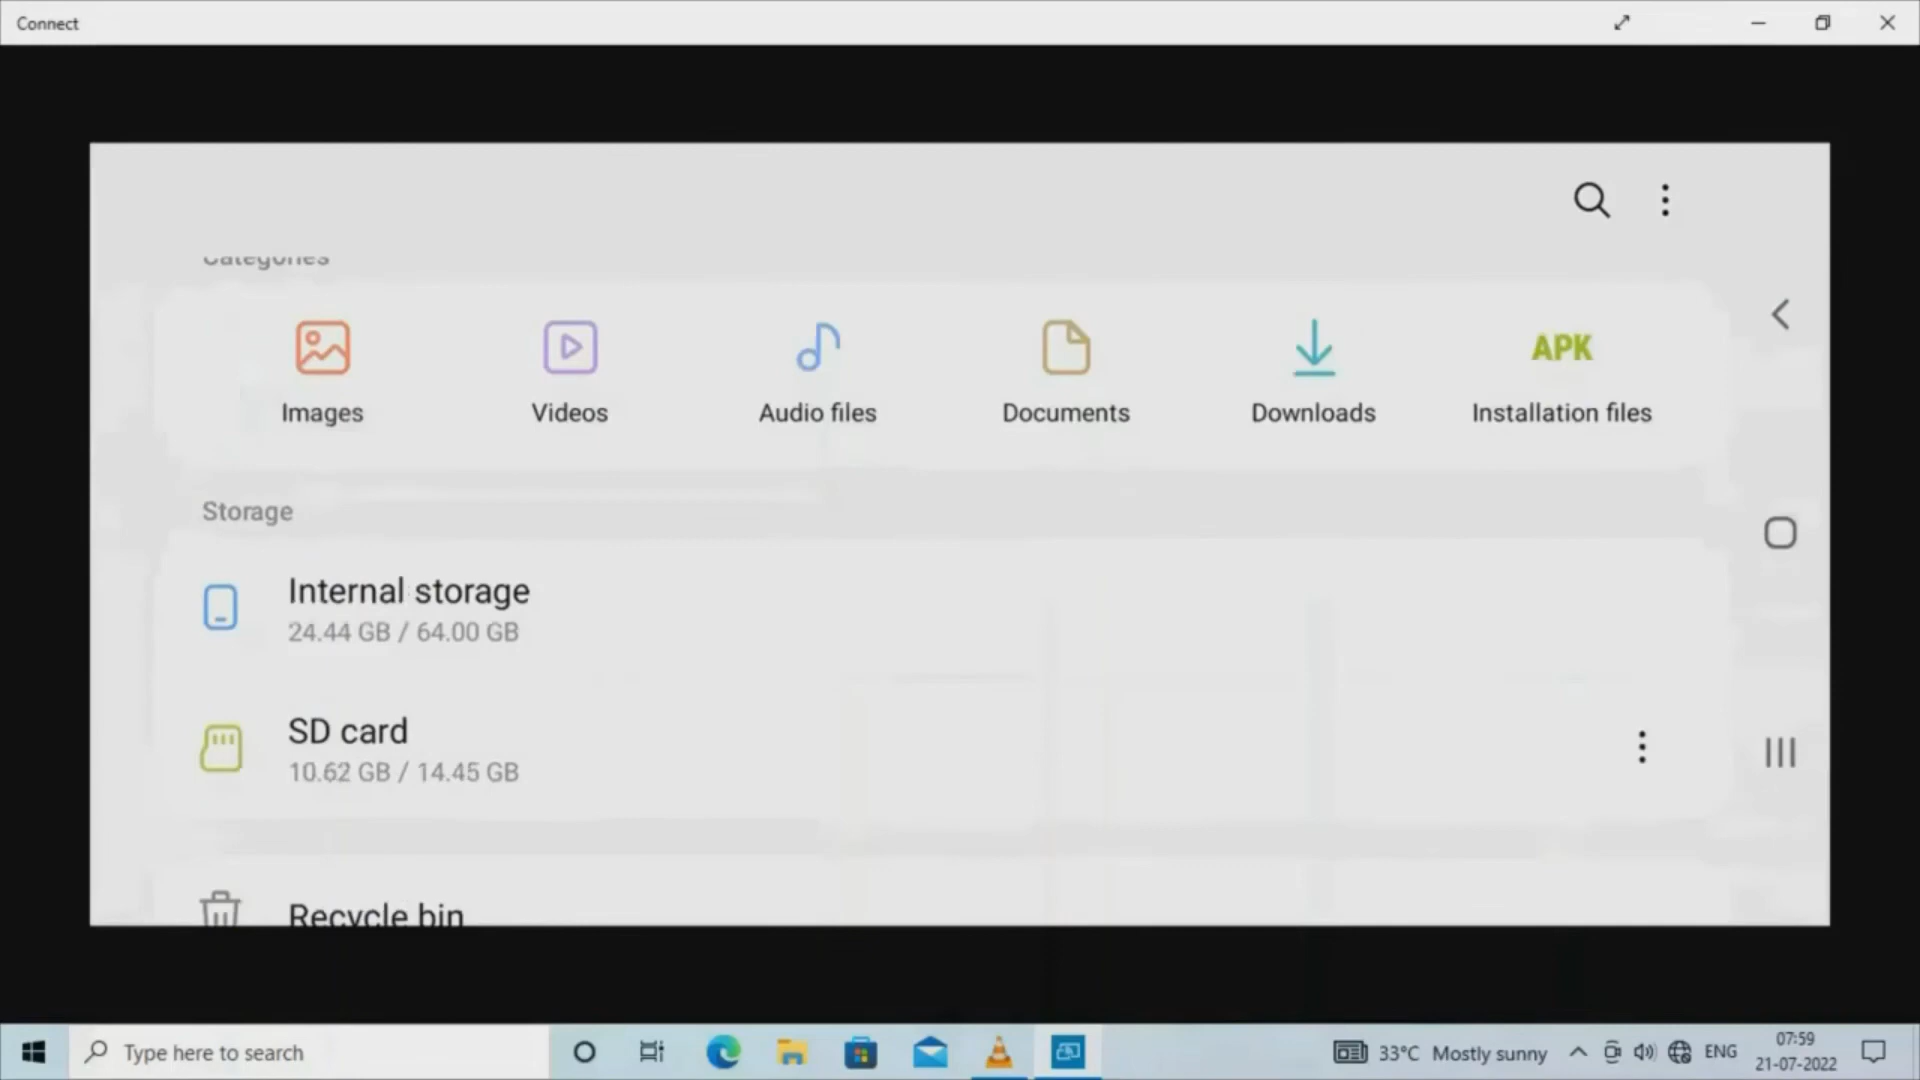 Connect
Categories
APK
Images
Videos
Audio files
Documents
Downloads
Installation files
Storage
Internal storage
24.44 GB / 64.00 GB
SD card
10.62 GB / 14.45 GB
Recycle bin
Type here to search
33°C Mostly sunny
ENG
07:59
21-07-2022